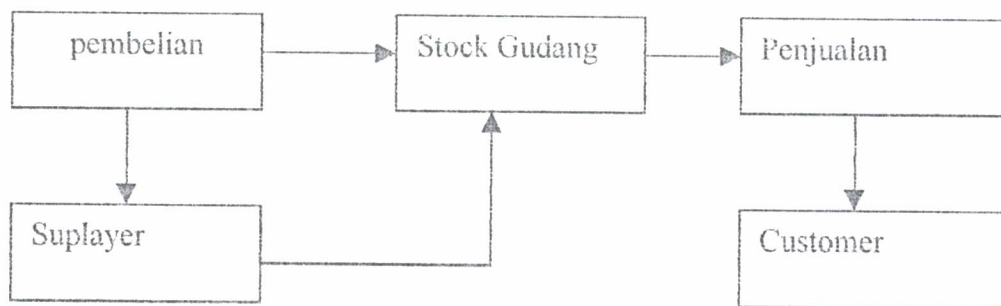 pembelian
Stock Gudang
Penjualan
Suplayer
Customer